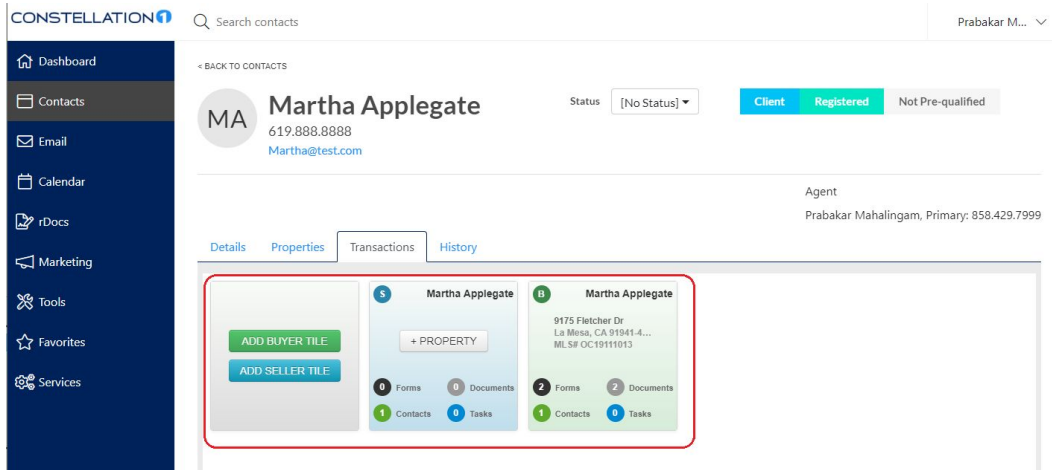 CONSTELLATION1
Search contacts
Prabakar M...
Dashboard
Contacts
Email
Calendar
rDocs
Marketing
Tools
Favorites
Services
< BACK TO CONTACTS
MA
Martha Applegate
619.888.8888
Martha@test.com
Status [No Status]
Client Registered Not Pre-qualified
Agent
Prabakar Mahalingam, Primary: 858.429.7999
Details Properties Transactions History
ADD BUYER TILE
ADD SELLER TILE
S Martha Applegate
+ PROPERTY
0 Forms 0 Documents
1 Contacts 0 Tasks
B Martha Applegate
9175 Fletcher Dr
La Mesa, CA 91941-4...
MLS# OC19111013
2 Forms 2 Documents
1 Contacts 0 Tasks